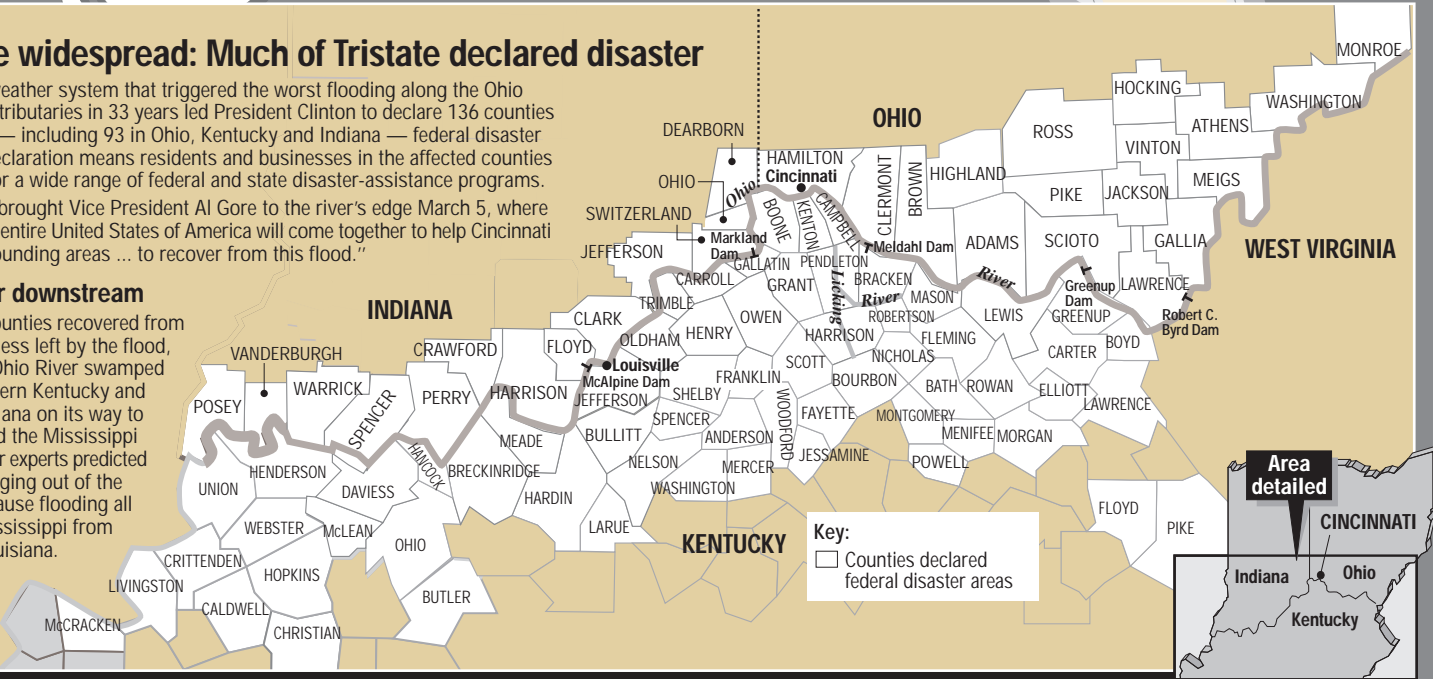 e widespread: Much of Tristate declared disaster
eather system that triggered the worst flooding along the Ohio
tributaries in 33 years led President Clinton to declare 136 counties
— including 93 in Ohio, Kentucky and Indiana — federal disaster
eclaration means residents and businesses in the affected counties
or a wide range of federal and state disaster-assistance programs.
brought Vice President Al Gore to the river's edge March 5, where
entire United States of America will come together to help Cincinnati
ounding areas ... to recover from this flood.''
r downstream
ounties recovered from
ess left by the flood,
Ohio River swamped
ern Kentucky and
iana on its way to
d the Mississippi
r experts predicted
ging out of the
ause flooding all
ssissippi from
uisiana.
INDIANA
OHIO
WEST VIRGINIA
KENTUCKY
MONROE
WASHINGTON
HOCKING
ATHENS
ROSS
VINTON
MEIGS
PIKE
JACKSON
GALLIA
HIGHLAND
ADAMS
SCIOTO
LAWRENCE
BROWN
CLERMONT
HAMILTON
Cincinnati
DEARBORN
OHIO
SWITZERLAND
JEFFERSON
Ohio
River
Licking
River
Markland
Dam
Meldahl Dam
Greenup
Dam
Robert C.
Byrd Dam
BOONE
KENTON
CAMPBELL
GALLATIN
PENDLETON
CARROLL
GRANT
BRACKEN
MASON
ROBERTSON
LEWIS
GREENUP
BOYD
CARTER
TRIMBLE
OWEN
HENRY
HARRISON
FLEMING
NICHOLAS
OLDHAM
CLARK
FLOYD
CRAWFORD
HARRISON
Louisville
McAlpine Dam
JEFFERSON
SHELBY
FRANKLIN
SCOTT
BOURBON
BATH
ROWAN
ELLIOTT
LAWRENCE
SPENCER
ANDERSON
WOODFORD
FAYETTE
MONTGOMERY
MENIFEE
MORGAN
BULLITT
NELSON
MERCER
JESSAMINE
POWELL
WASHINGTON
VANDERBURGH
POSEY
WARRICK
SPENCER
PERRY
MEADE
HANCOCK
BRECKINRIDGE
HARDIN
LARUE
UNION
HENDERSON
DAVIESS
WEBSTER
McLEAN
OHIO
CRITTENDEN
HOPKINS
LIVINGSTON
CALDWELL
BUTLER
McCRACKEN
CHRISTIAN
FLOYD
PIKE
Key:
Counties declared
federal disaster areas
Area
detailed
CINCINNATI
Indiana
Ohio
Kentucky